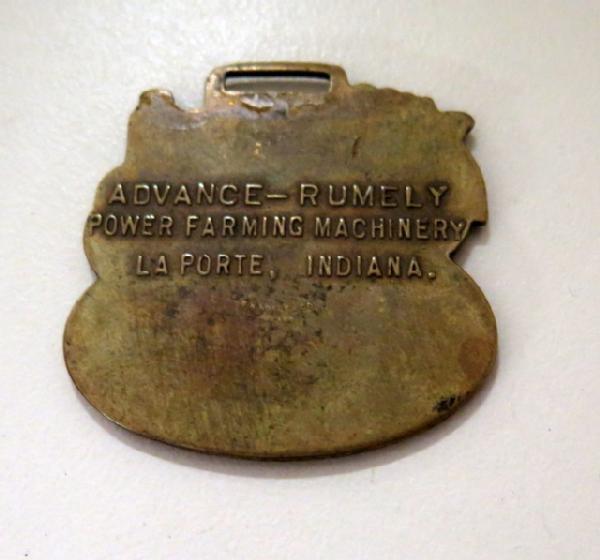 ADVANCE—RUMELY
POWER FARMING MACHINERY
LA PORTE, INDIANA.